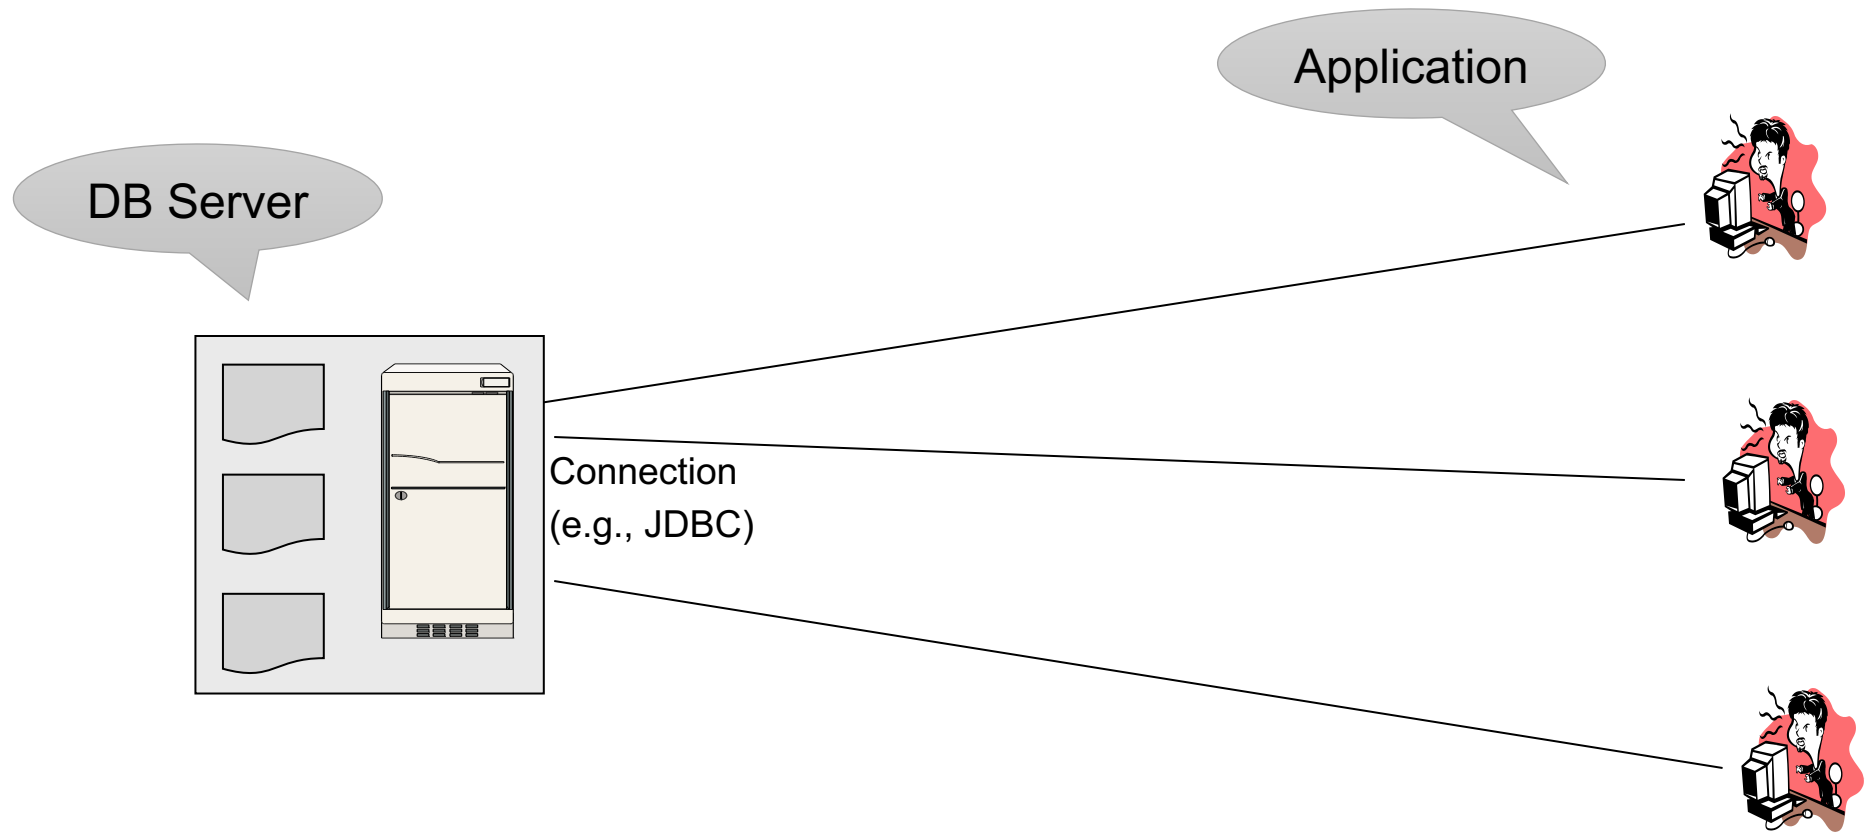 Application
DB Server
Connection
(e.g., JDBC)